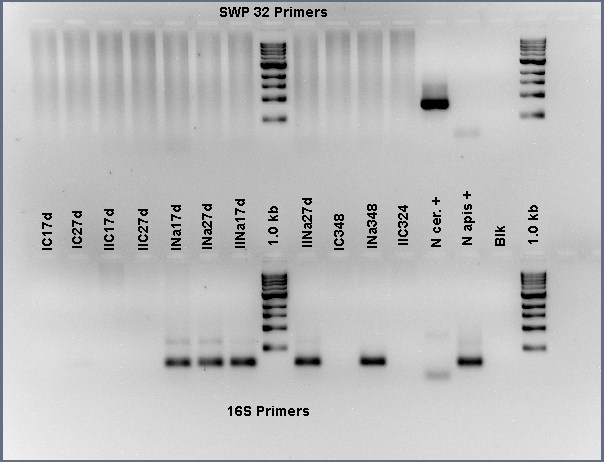 SWP 32 Primers
IC17d
IC27d
IIC17d
IIC27d
INa17d
INa27d
IINa17d
1.0 kb
IINa27d
IC348
INa348
IIC324
N cer. +
N apis +
Blk
1.0 kb
16S Primers